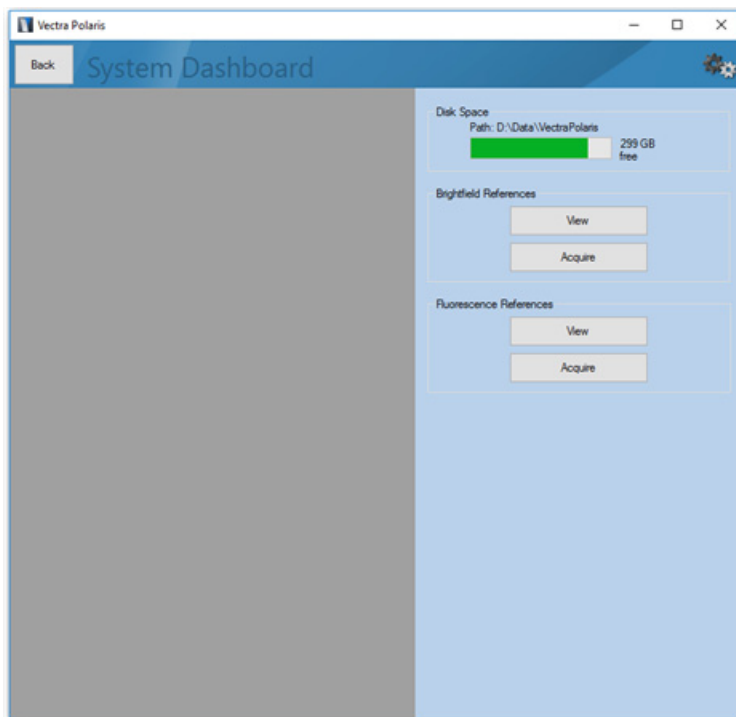 Vectra Polaris
Back
System Dashboard
Disk Space
Path: D:\Data\VectraPolaris
299 GB
free
Brightfield References
View
Acquire
Fluorescence References
View
Acquire